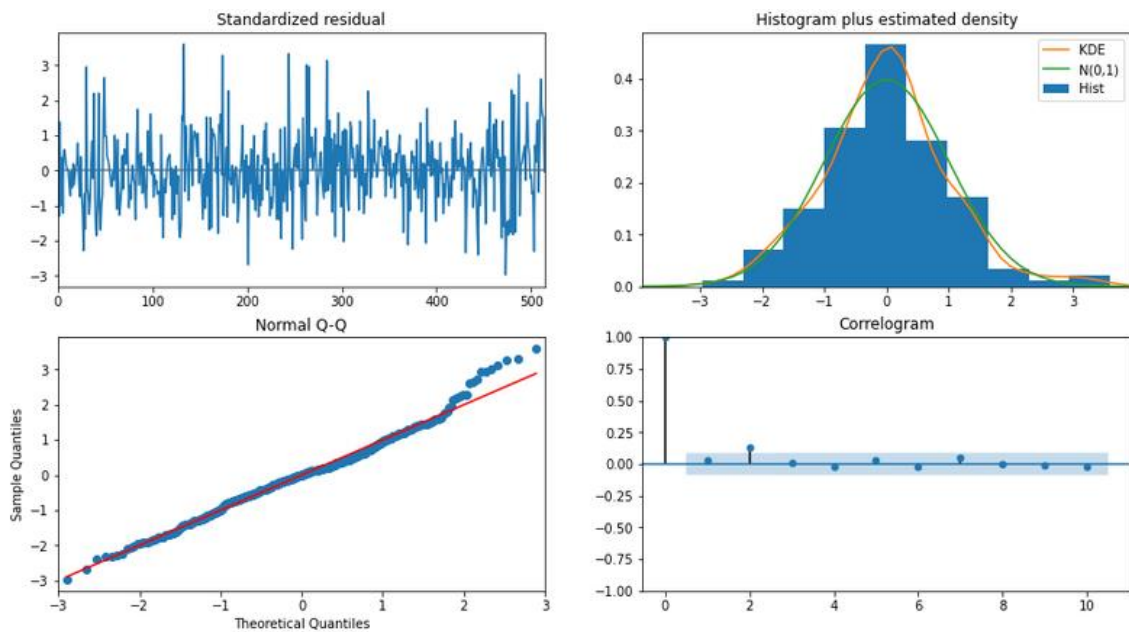 Standardized residual
3
2
1
0
−1
−2
−3
0 100 200 300 400 500
Histogram plus estimated density
KDE
N(0,1)
Hist
0.4
0.3
0.2
0.1
0.0
−3 −2 −1 0 1 2 3
Normal Q-Q
Sample Quantiles
3
2
1
0
−1
−2
−3
−3 −2 −1 0 1 2 3
Theoretical Quantiles
Correlogram
1.00
0.75
0.50
0.25
0.00
−0.25
−0.50
−0.75
−1.00
0 2 4 6 8 10